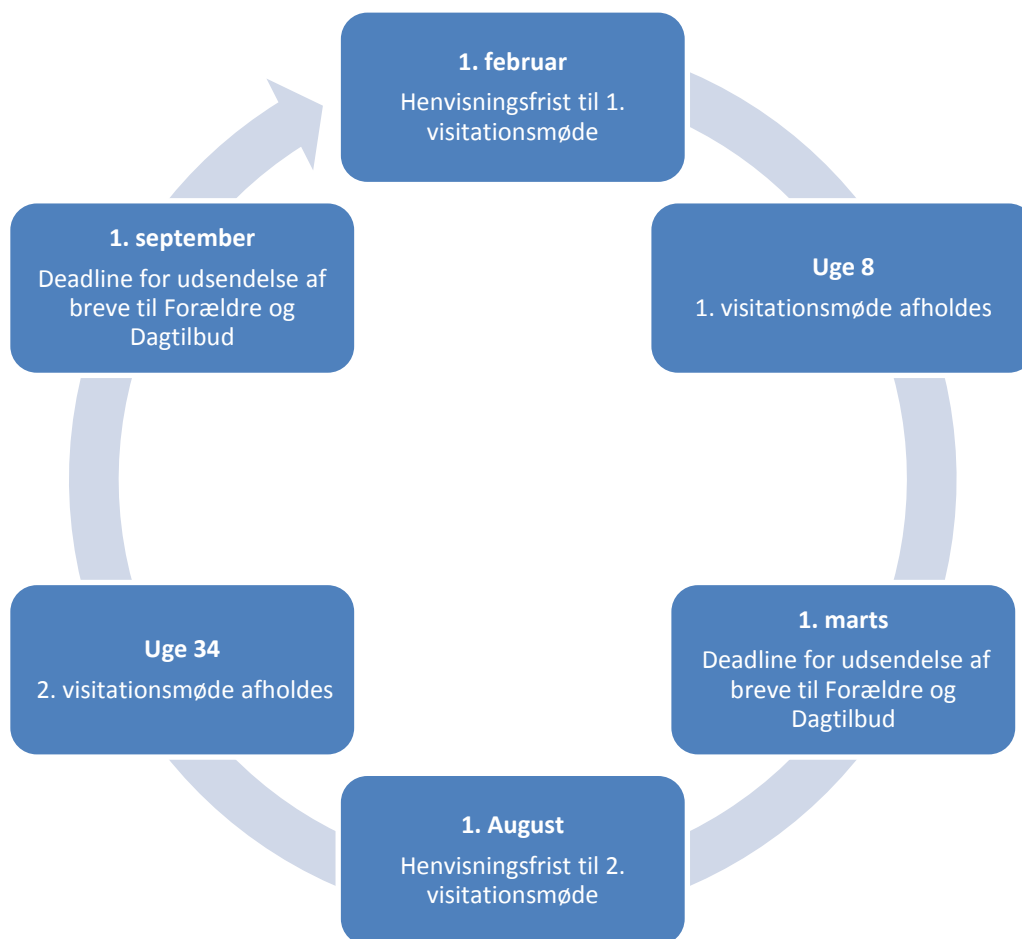 1. februar
Henvisningsfrist til 1.
visitationsmøde
Uge 8
1. visitationsmøde afholdes
1. marts
Deadline for udsendelse af
breve til Forældre og
Dagtilbud
1. August
Henvisningsfrist til 2.
visitationsmøde
Uge 34
2. visitationsmøde afholdes
1. september
Deadline for udsendelse af
breve til Forældre og
Dagtilbud